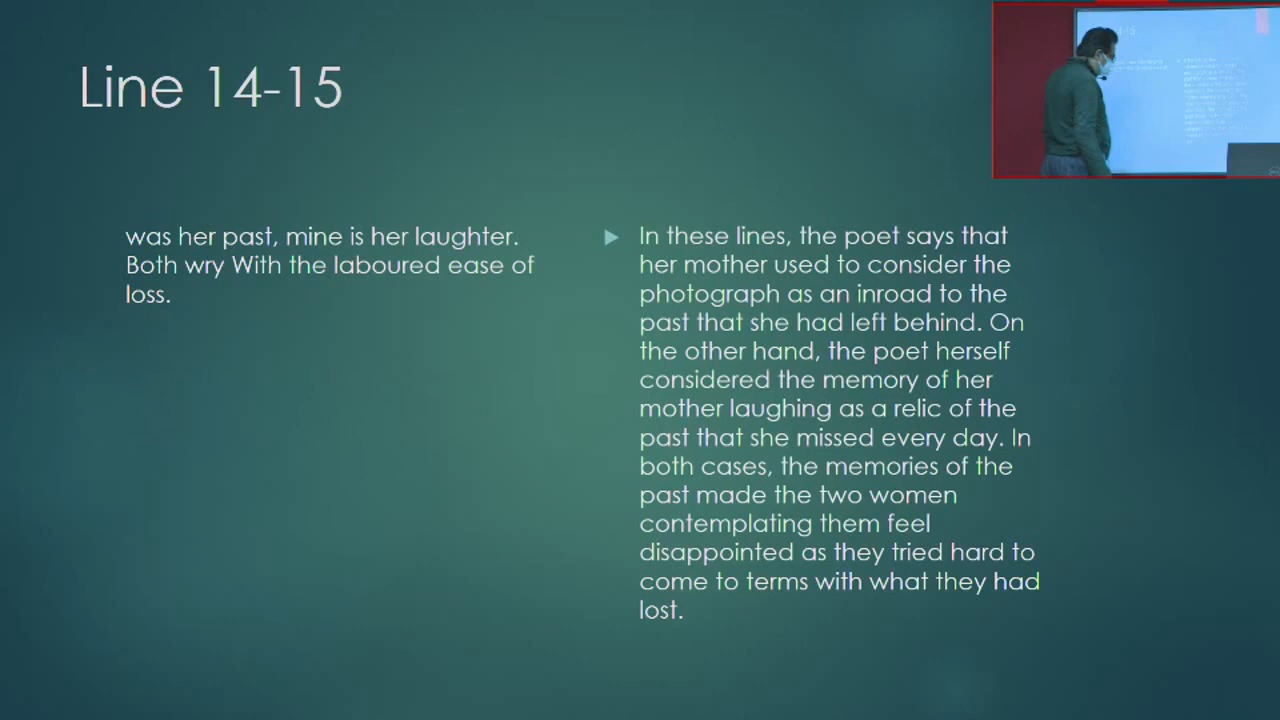 Line 14-15
was her past, mine is her laughter.
Both wry With the laboured ease of
loss.
In these lines, the poet says that
her mother used to consider the
photograph as an inroad to the
past that she had left behind. On
the other hand, the poet herself
considered the memory of her
mother laughing as a relic of the
past that she missed every day. In
both cases, the memories of the
past made the two women
contemplating them feel
disappointed as they tried hard to
come to terms with what they had
lost.